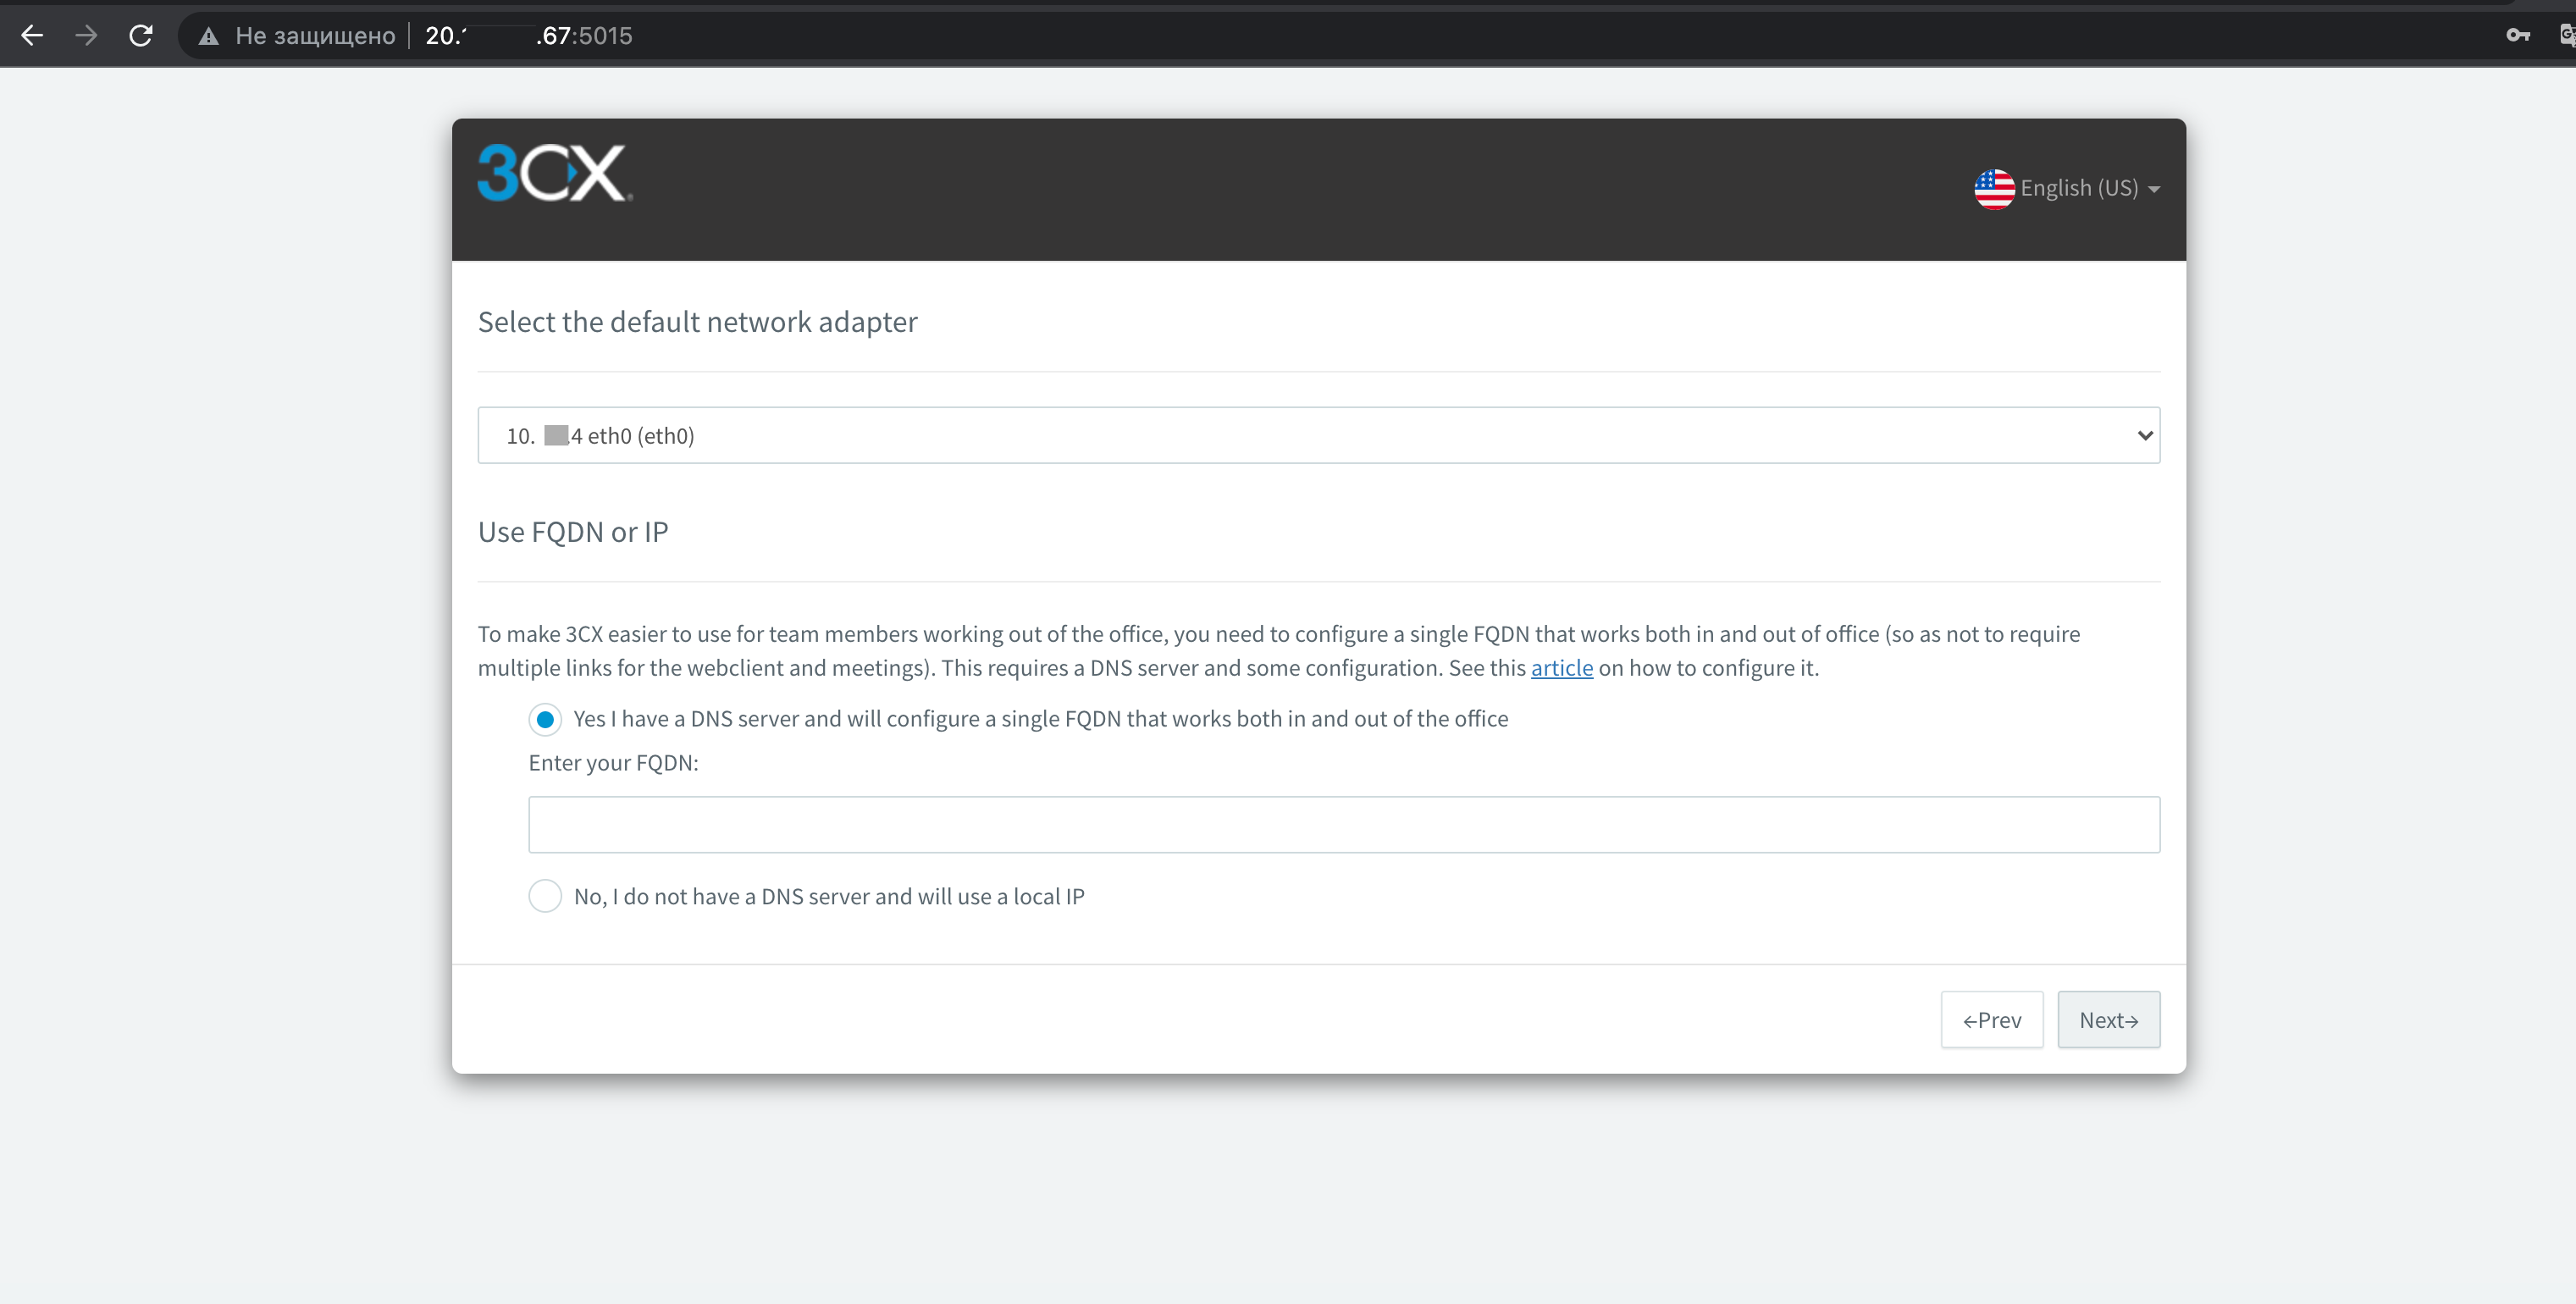 Не защищено 20. .67:5015
3CX
English (US)
Select the default network adapter
10. .4 eth0 (eth0)
Use FQDN or IP
To make 3CX easier to use for team members working out of the office, you need to configure a single FQDN that works both in and out of office (so as not to require
multiple links for the webclient and meetings). This requires a DNS server and some configuration. See this article on how to configure it.
Yes I have a DNS server and will configure a single FQDN that works both in and out of the office
Enter your FQDN:
No, I do not have a DNS server and will use a local IP
←Prev Next→